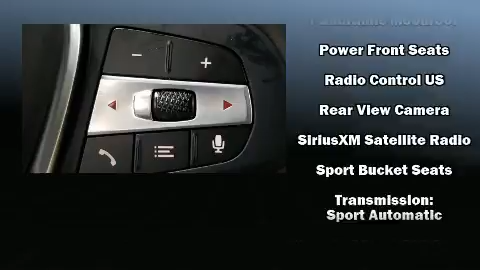 Power Front Seats
Radio Control US
Rear View Camera
SiriusXM Satellite Radio
Sport Bucket Seats
Transmission:
Sport Automatic